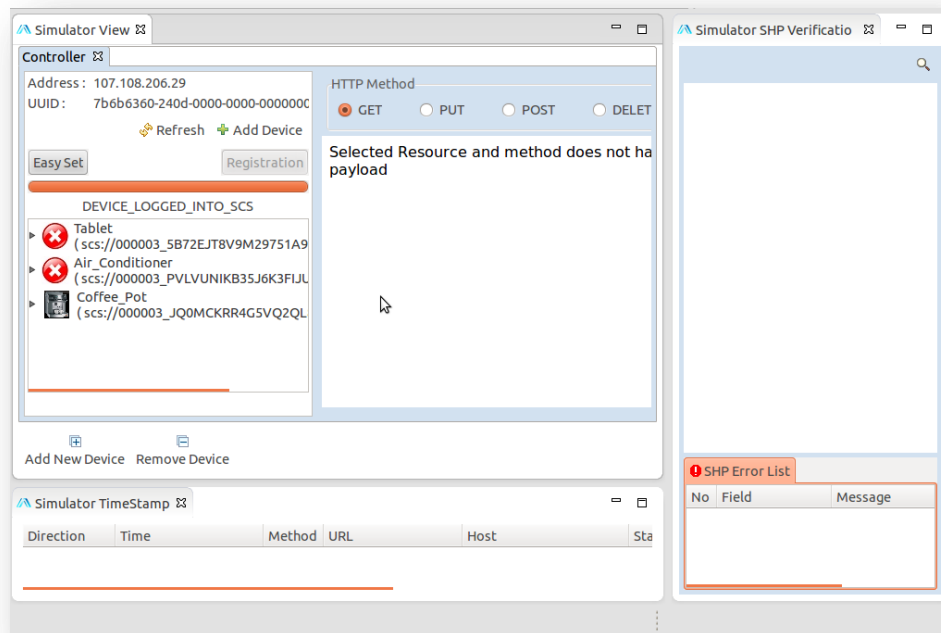 Simulator View
Controller
Address : 107.108.206.29
UUID : 7b6b6360-240d-0000-0000-0000000
Refresh Add Device
Easy Set Registration
DEVICE_LOGGED_INTO_SCS
Tablet
( scs://000003_5B72EJT8V9M29751A9
Air_Conditioner
( scs://000003_PVLVUNIKB35J6K3FIJU
Coffee_Pot
( scs://000003_JQ0MCKRR4G5VQ2QL
HTTP Method
GET PUT POST DELET
Selected Resource and method does not ha
payload
Add New Device Remove Device
Simulator TimeStamp
Direction Time Method URL Host Sta
Simulator SHP Verificatio
SHP Error List
No Field Message